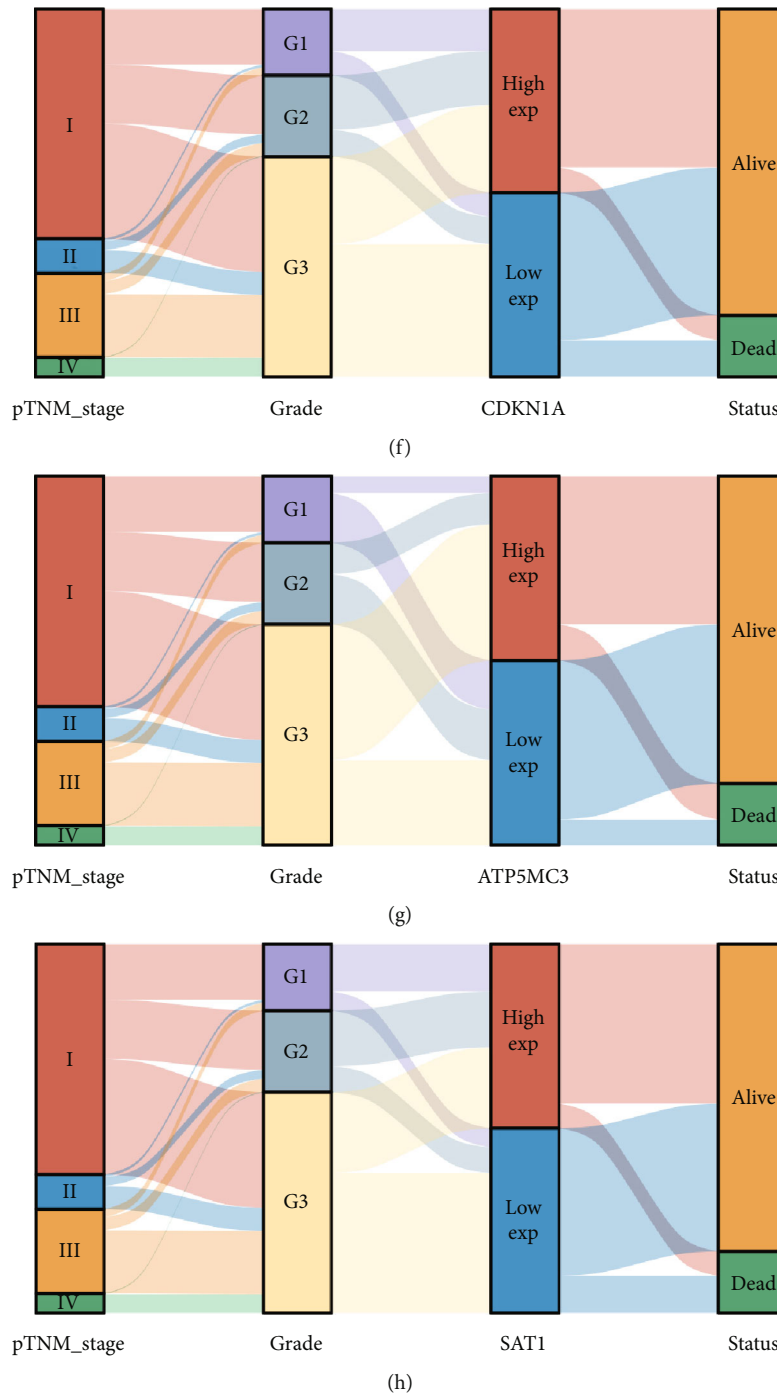 I
II
III
IV
G1
G2
G3
High
exp
Low
exp
Alive
Dead
pTNM_stage Grade CDKN1A Status
(f)
I
II
III
IV
G1
G2
G3
High
exp
Low
exp
Alive
Dead
pTNM_stage Grade ATP5MC3 Status
(g)
I
II
III
IV
G1
G2
G3
High
exp
Low
exp
Alive
Dead
pTNM_stage Grade SAT1 Status
(h)